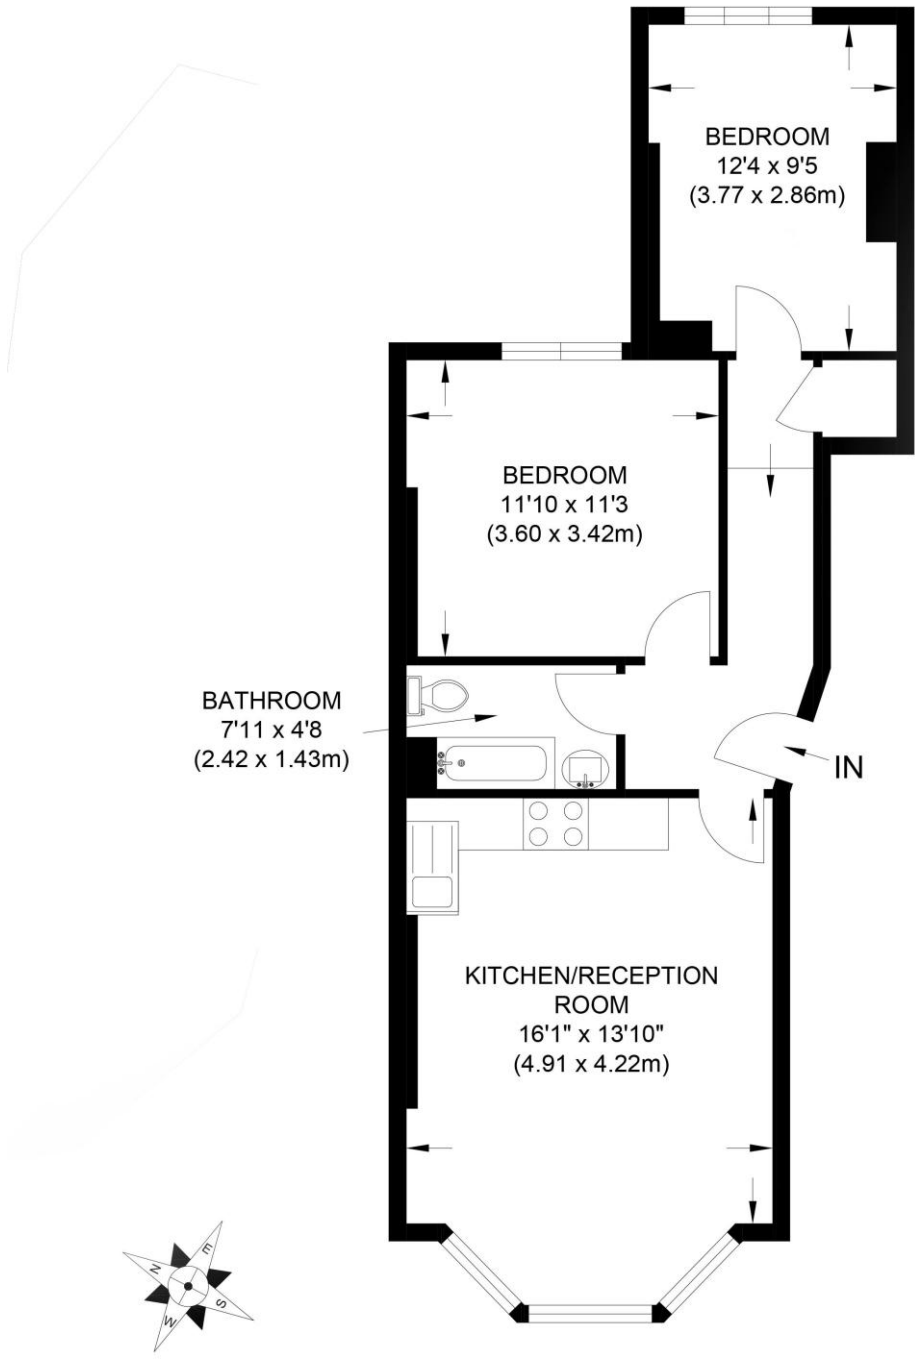 BEDROOM
12'4 x 9'5
(3.77 x 2.86m)
BEDROOM
11'10 x 11'3
(3.60 x 3.42m)
BATHROOM
7'11 x 4'8
(2.42 x 1.43m)
IN
KITCHEN/RECEPTION
ROOM
16'1" x 13'10"
(4.91 x 4.22m)
N
E
S
W